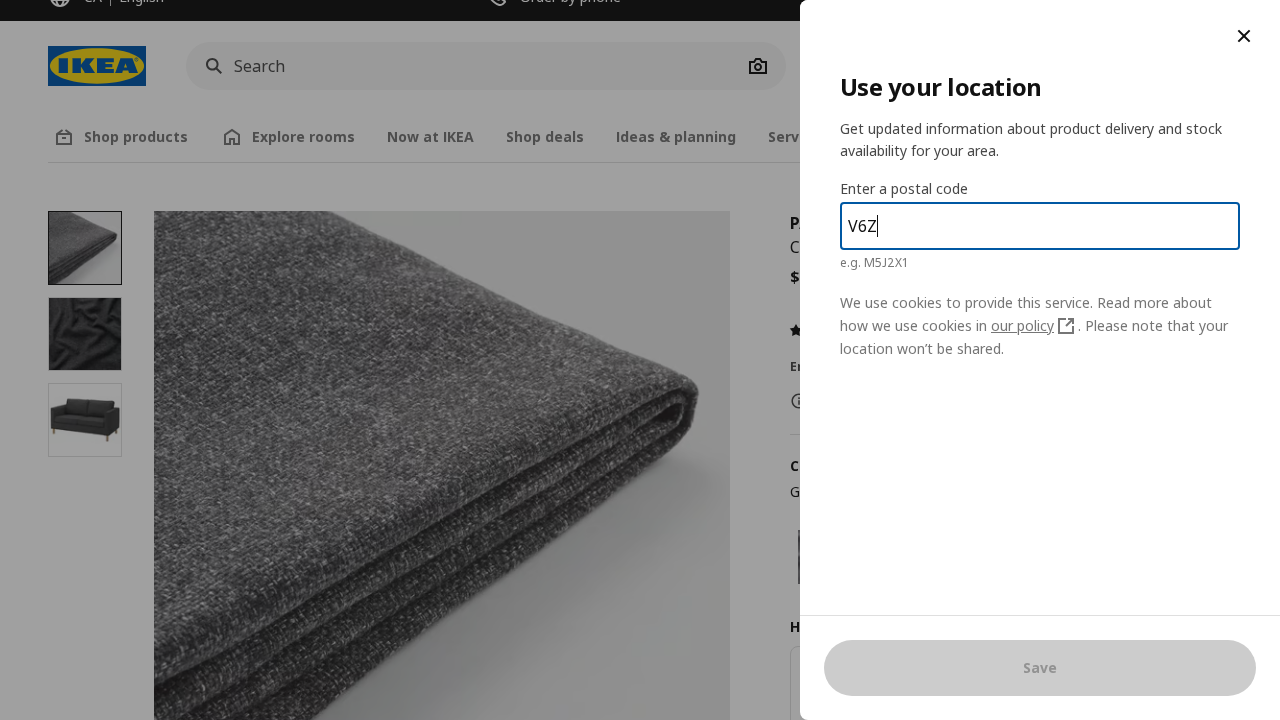 CA | English
Order by phone
IKEA
Search
Shop products
Explore rooms
Now at IKEA
Shop deals
Ideas & planning
Serv
P
C
$
Er
C
G
H
Use your location
Get updated information about product delivery and stock
availability for your area.
Enter a postal code
V6Z
e.g. M5J2X1
We use cookies to provide this service. Read more about
how we use cookies in our policy . Please note that your
location won’t be shared.
Save